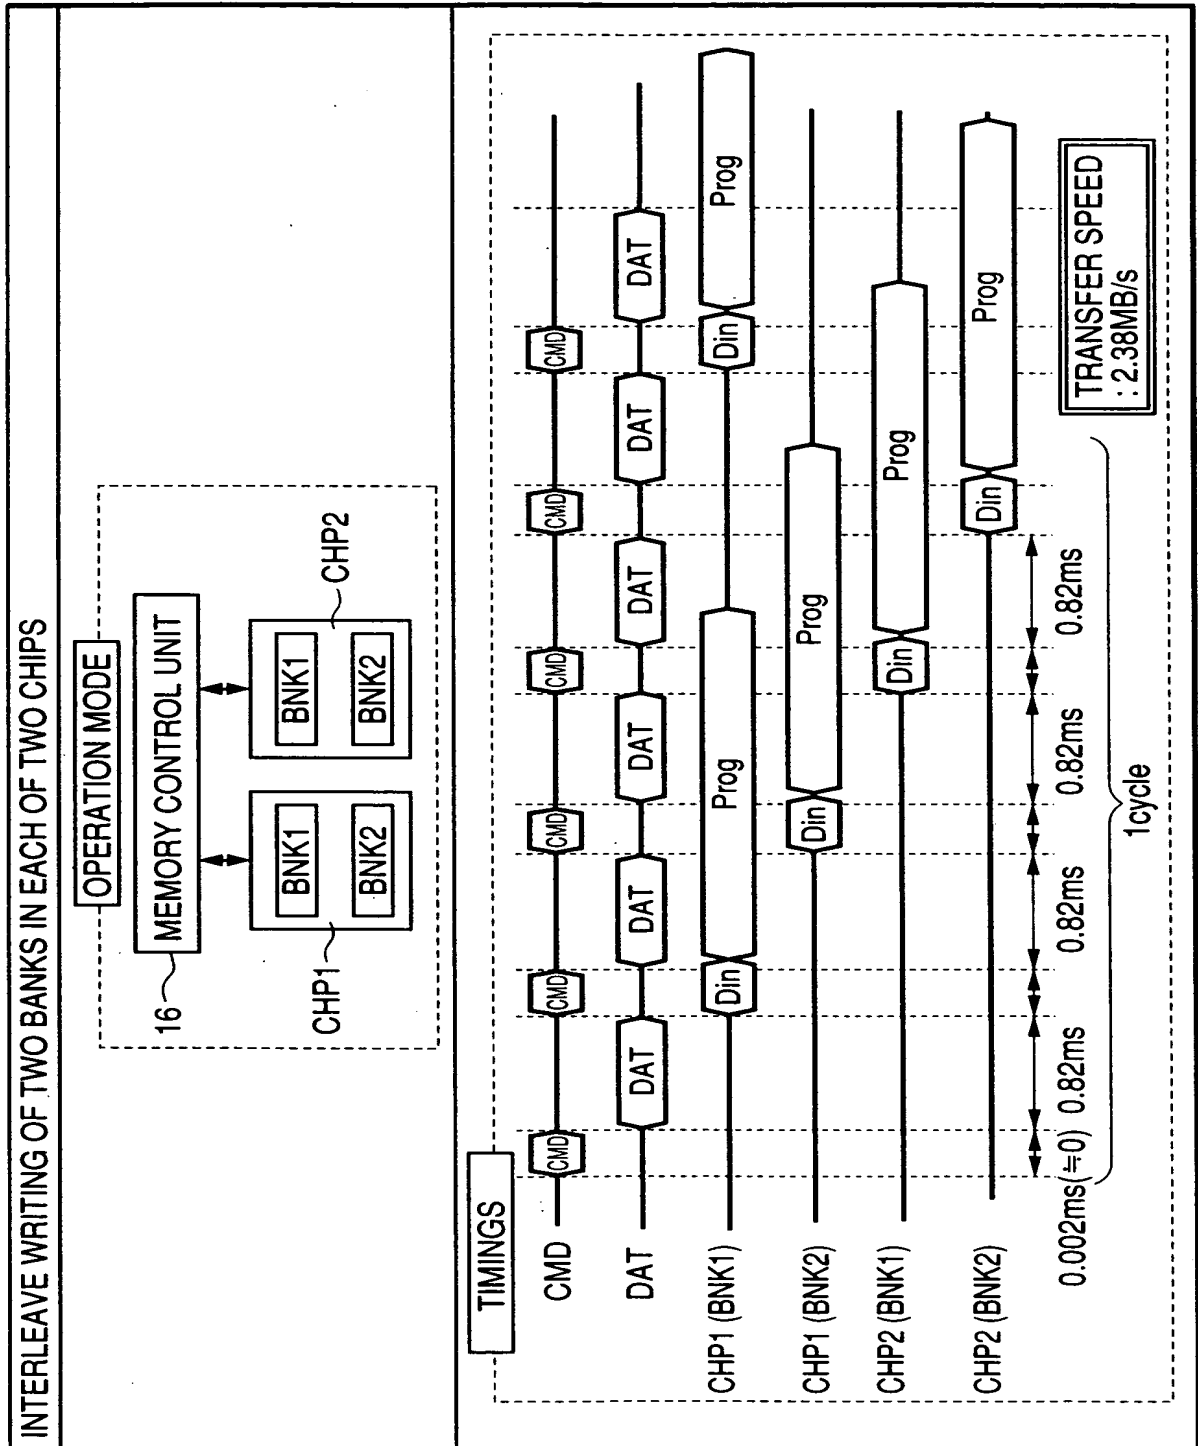 INTERLEAVE WRITING OF TWO BANKS IN EACH OF TWO CHIPS
OPERATION MODE
16
MEMORY CONTROL UNIT
CHP1
BNK1
BNK2
BNK1
BNK2
CHP2
TIMINGS
CMD
CMD
CMD
CMD
CMD
CMD
CMD
DAT
DAT
DAT
DAT
DAT
DAT
DAT
CHP1 (BNK1)
Din
Prog
Din
Prog
CHP1 (BNK2)
Din
Prog
CHP2 (BNK1)
Din
Prog
CHP2 (BNK2)
Din
Prog
0.002ms(≒0) 0.82ms 0.82ms 0.82ms 0.82ms
1cycle
TRANSFER SPEED
: 2.38MB/s